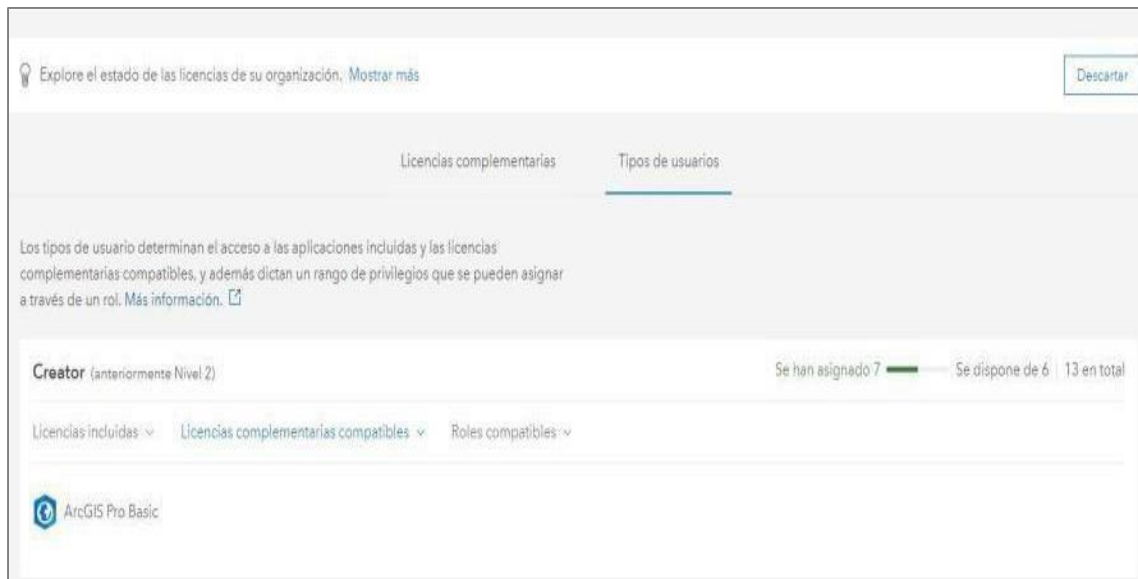 Explore el estado de las licencias de su organización. Mostrar más
Descartar
Licencias complementarias
Tipos de usuarios
Los tipos de usuario determinan el acceso a las aplicaciones incluidas y las licencias
complementarias compatibles, y además dictan un rango de privilegios que se pueden asignar
a través de un rol. Más información.
Creator (anteriormente Nivel 2)
Se han asignado 7
Se dispone de 6
13 en total
Licencias incluidas
Licencias complementarias compatibles
Roles compatibles
ArcGIS Pro Basic